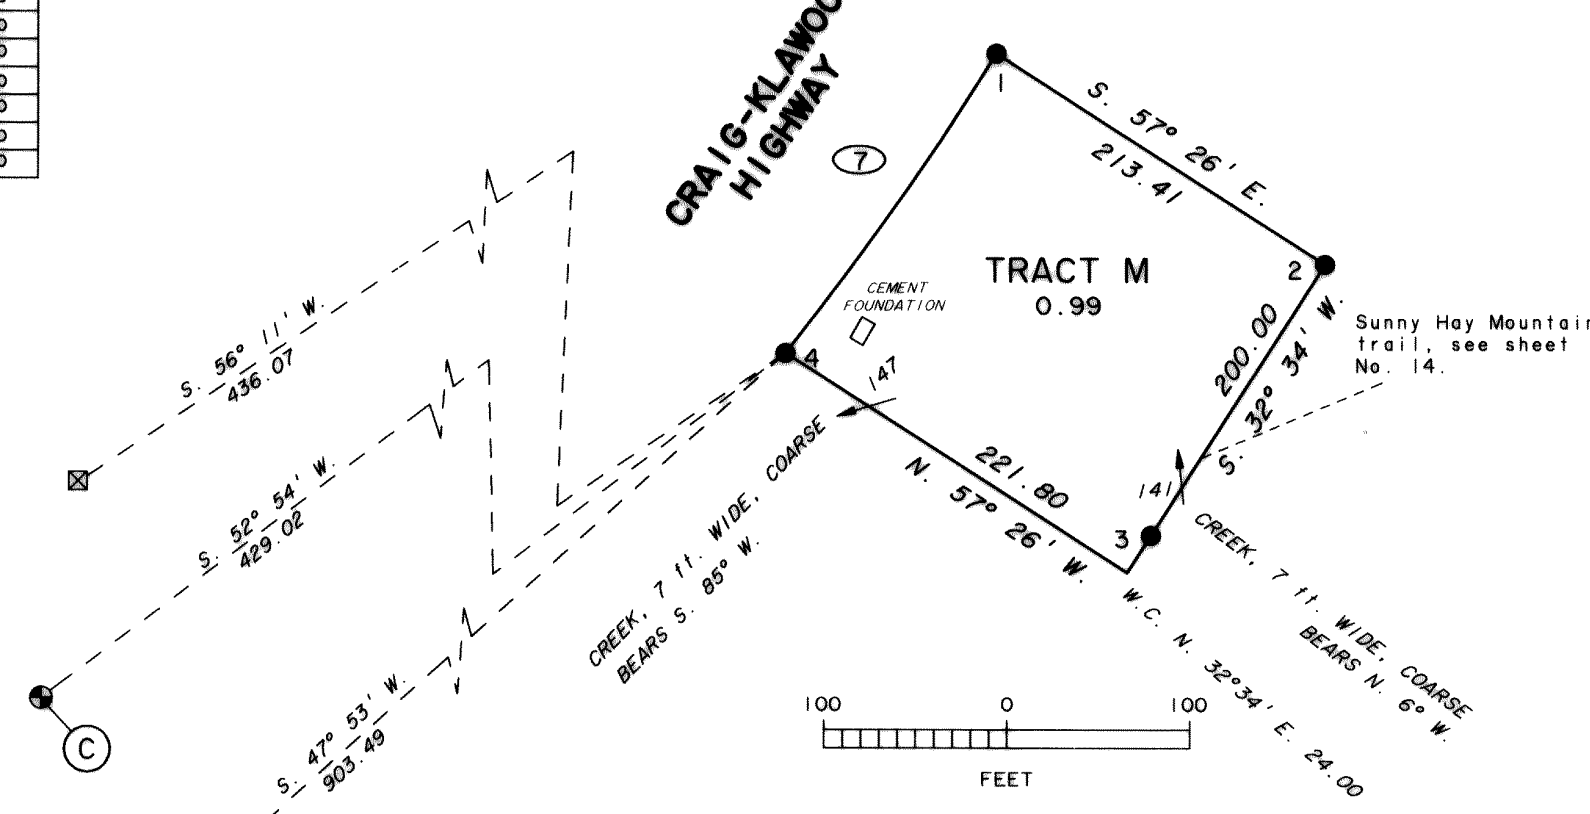 CRAIG-KLAWOC
HIGHWAY
7
1
S. 57° 26' E.
213.41
TRACT M
0.99
2
CEMENT
FOUNDATION
4
147
200.00
S. 32° 34' W.
Sunny Hay Mountain
trail, see sheet
No. 14.
S. 56° 11' W.
436.07
S. 52° 54' W.
429.02
C
S. 47° 53' W.
903.49
CREEK, 7 ft. WIDE, COARSE
BEARS S. 85° W.
221.80
N. 57° 26' W.
141
3
CREEK, 7 ft. WIDE, COARSE
BEARS N. 6° W.
W.C. N. 32°34' E. 24.00
100 0 100
FEET